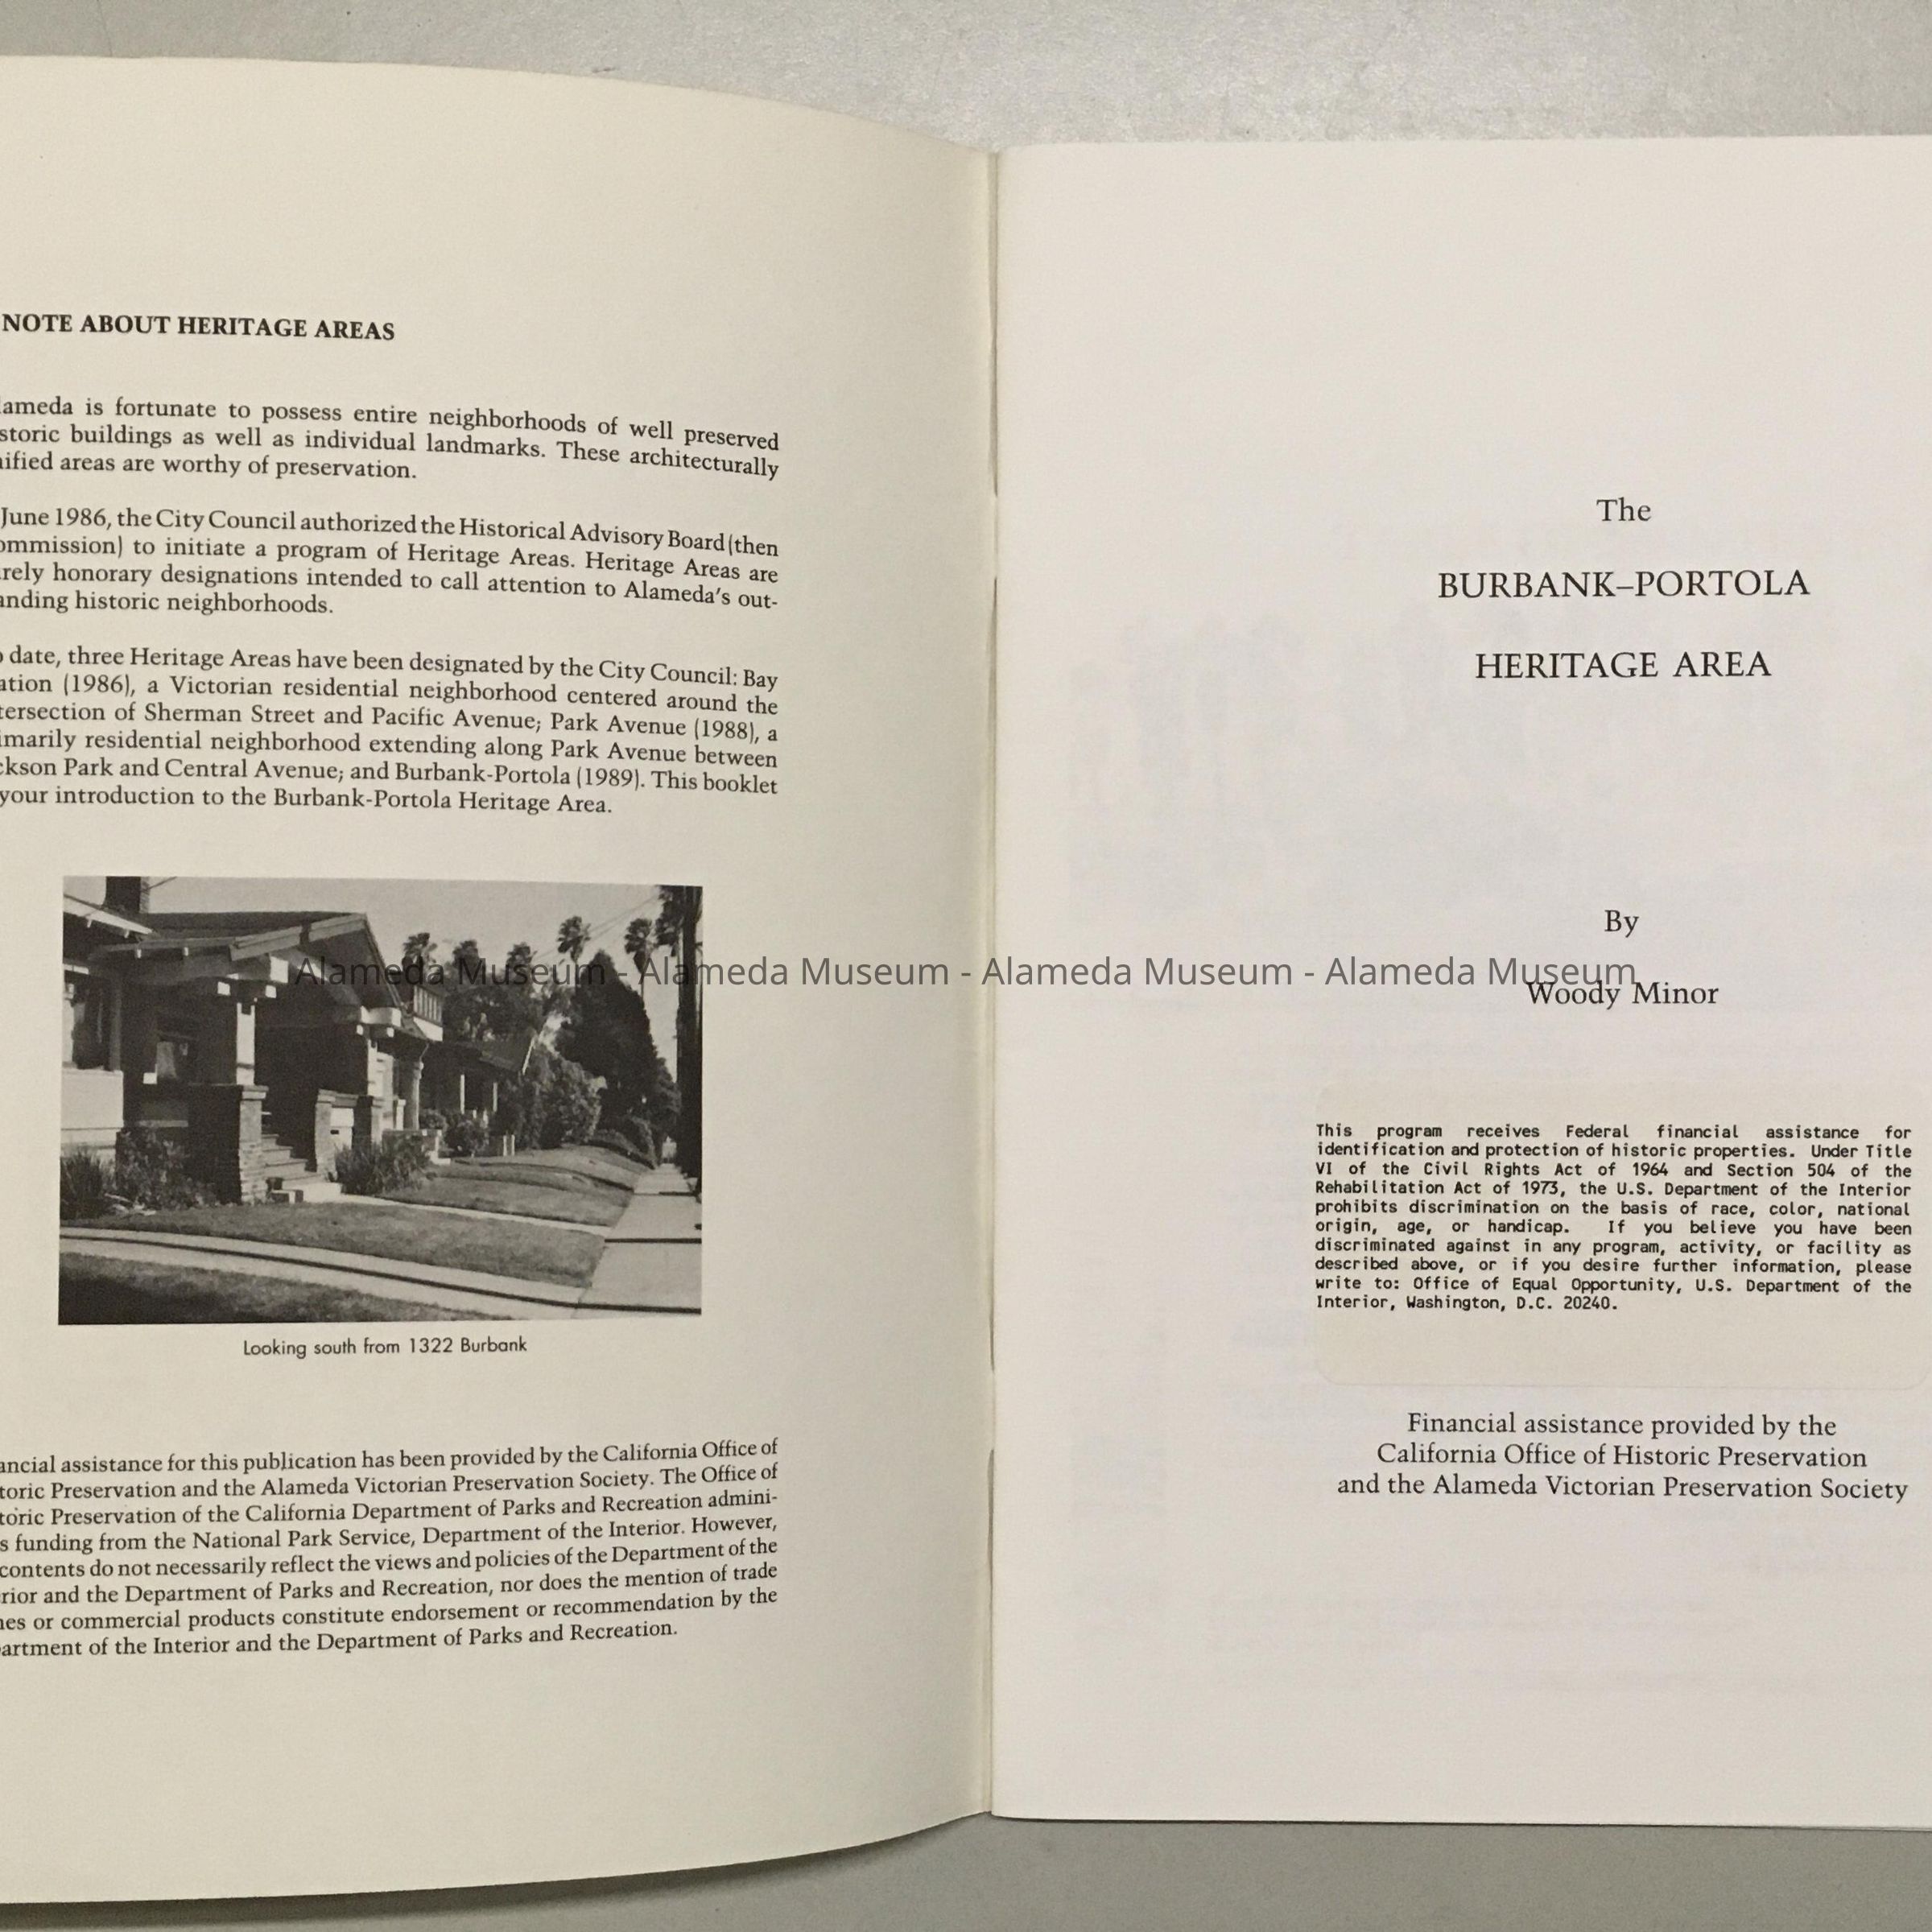 NOTE ABOUT HERITAGE AREAS
is fortunate to possess entire neighborhoods of well preserved
buildings as well as individual landmarks. These architecturally
areas are worthy of preservation.
June 1986, the City Council authorized the Historical Advisory Board (then
to initiate a program of Heritage Areas. Heritage Areas are
honorary designations intended to call attention to Alameda's out-
historic neighborhoods.
date, three Heritage Areas have been designated by the City Council: Bay
(1986), a Victorian residential neighborhood centered around the
of Sherman Street and Pacific Avenue; Park Avenue (1988), a
residential neighborhood extending along Park Avenue between
Park and Central Avenue; and Burbank-Portola (1989). This booklet
your introduction to the Burbank-Portola Heritage Area.
Looking south from 1322 Burbank
assistance for this publication has been provided by the California Office of
Preservation and the Alameda Victorian Preservation Society. The Office of
Preservation of the California Department of Parks and Recreation admini-
funding from the National Park Service, Department of the Interior. However,
contents do not necessarily reflect the views and policies of the Department of the
and the Department of Parks and Recreation, nor does the mention of trade
or commercial products constitute endorsement or recommendation by the
of the Interior and the Department of Parks and Recreation.
The
BURBANK–PORTOLA
HERITAGE AREA
By
Alameda Museum - Alameda Museum - Alameda Museum - Alameda Museum
Woody Minor
This program receives Federal financial assistance for
identification and protection of historic properties. Under Title
VI of the Civil Rights Act of 1964 and Section 504 of the
Rehabilitation Act of 1973, the U.S. Department of the Interior
prohibits discrimination on the basis of race, color, national
origin, age, or handicap. If you believe you have been
discriminated against in any program, activity, or facility as
described above, or if you desire further information, please
write to: Office of Equal Opportunity, U.S. Department of the
Interior, Washington, D.C. 20240.
Financial assistance provided by the
California Office of Historic Preservation
and the Alameda Victorian Preservation Society